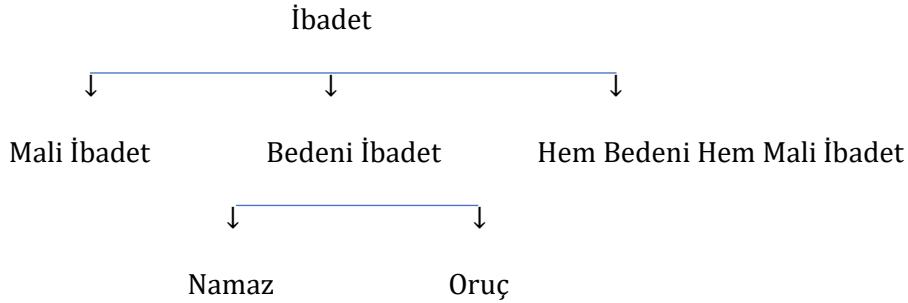 İbadet
Mali İbadet Bedeni İbadet Hem Bedeni Hem Mali İbadet
Namaz Oruç